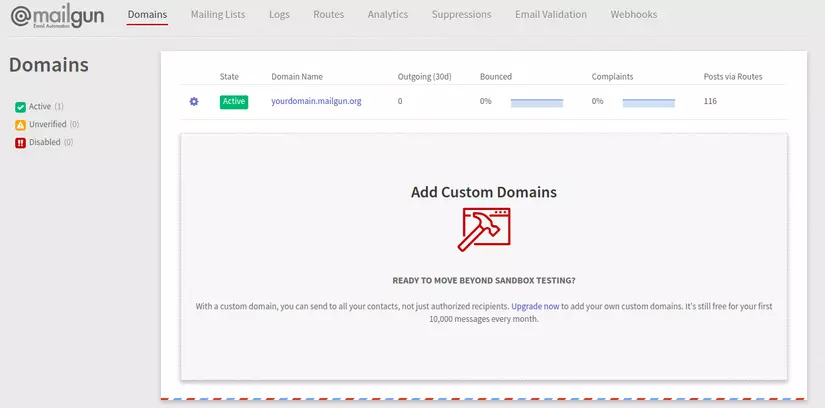 @mailgun
Email Automation
Domains Mailing Lists Logs Routes Analytics Suppressions Email Validation Webhooks
Domains
Active (1)
Unverified (0)
Disabled (0)
State Domain Name Outgoing (30d) Bounced Complaints Posts via Routes
Active yourdomain.mailgun.org 0 0% 0% 116
Add Custom Domains
READY TO MOVE BEYOND SANDBOX TESTING?
With a custom domain, you can send to all your contacts, not just authorized recipients. Upgrade now to add your own custom domains. It's still free for your first
10,000 messages every month.